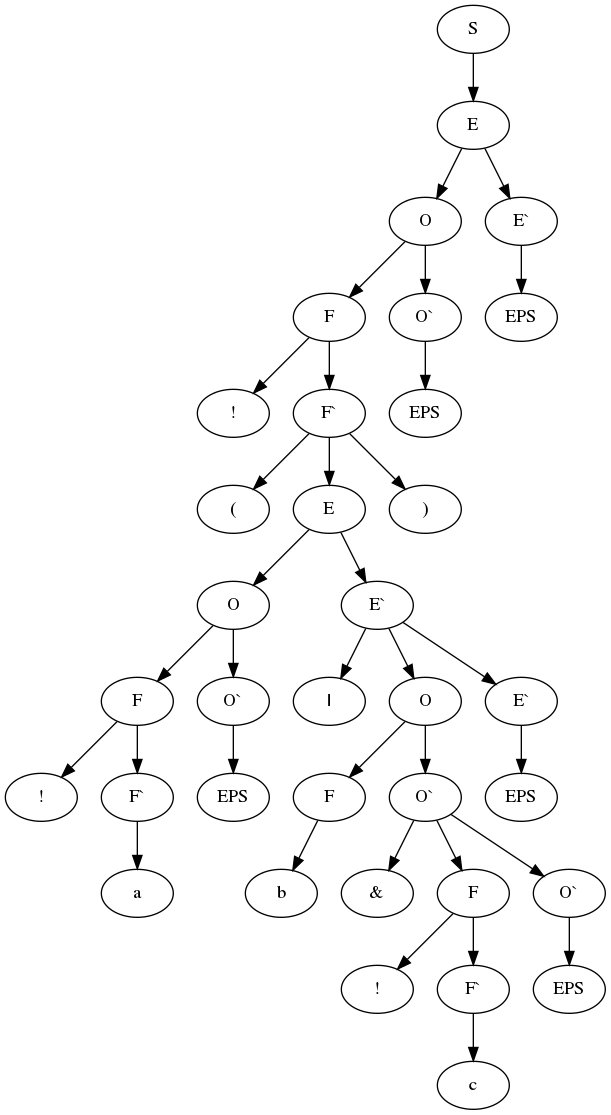 S
E
O E`
F O` EPS
! F` EPS
( E )
O E`
F O` | O E`
! F` EPS F O` EPS
a b & F O`
! F` EPS
c